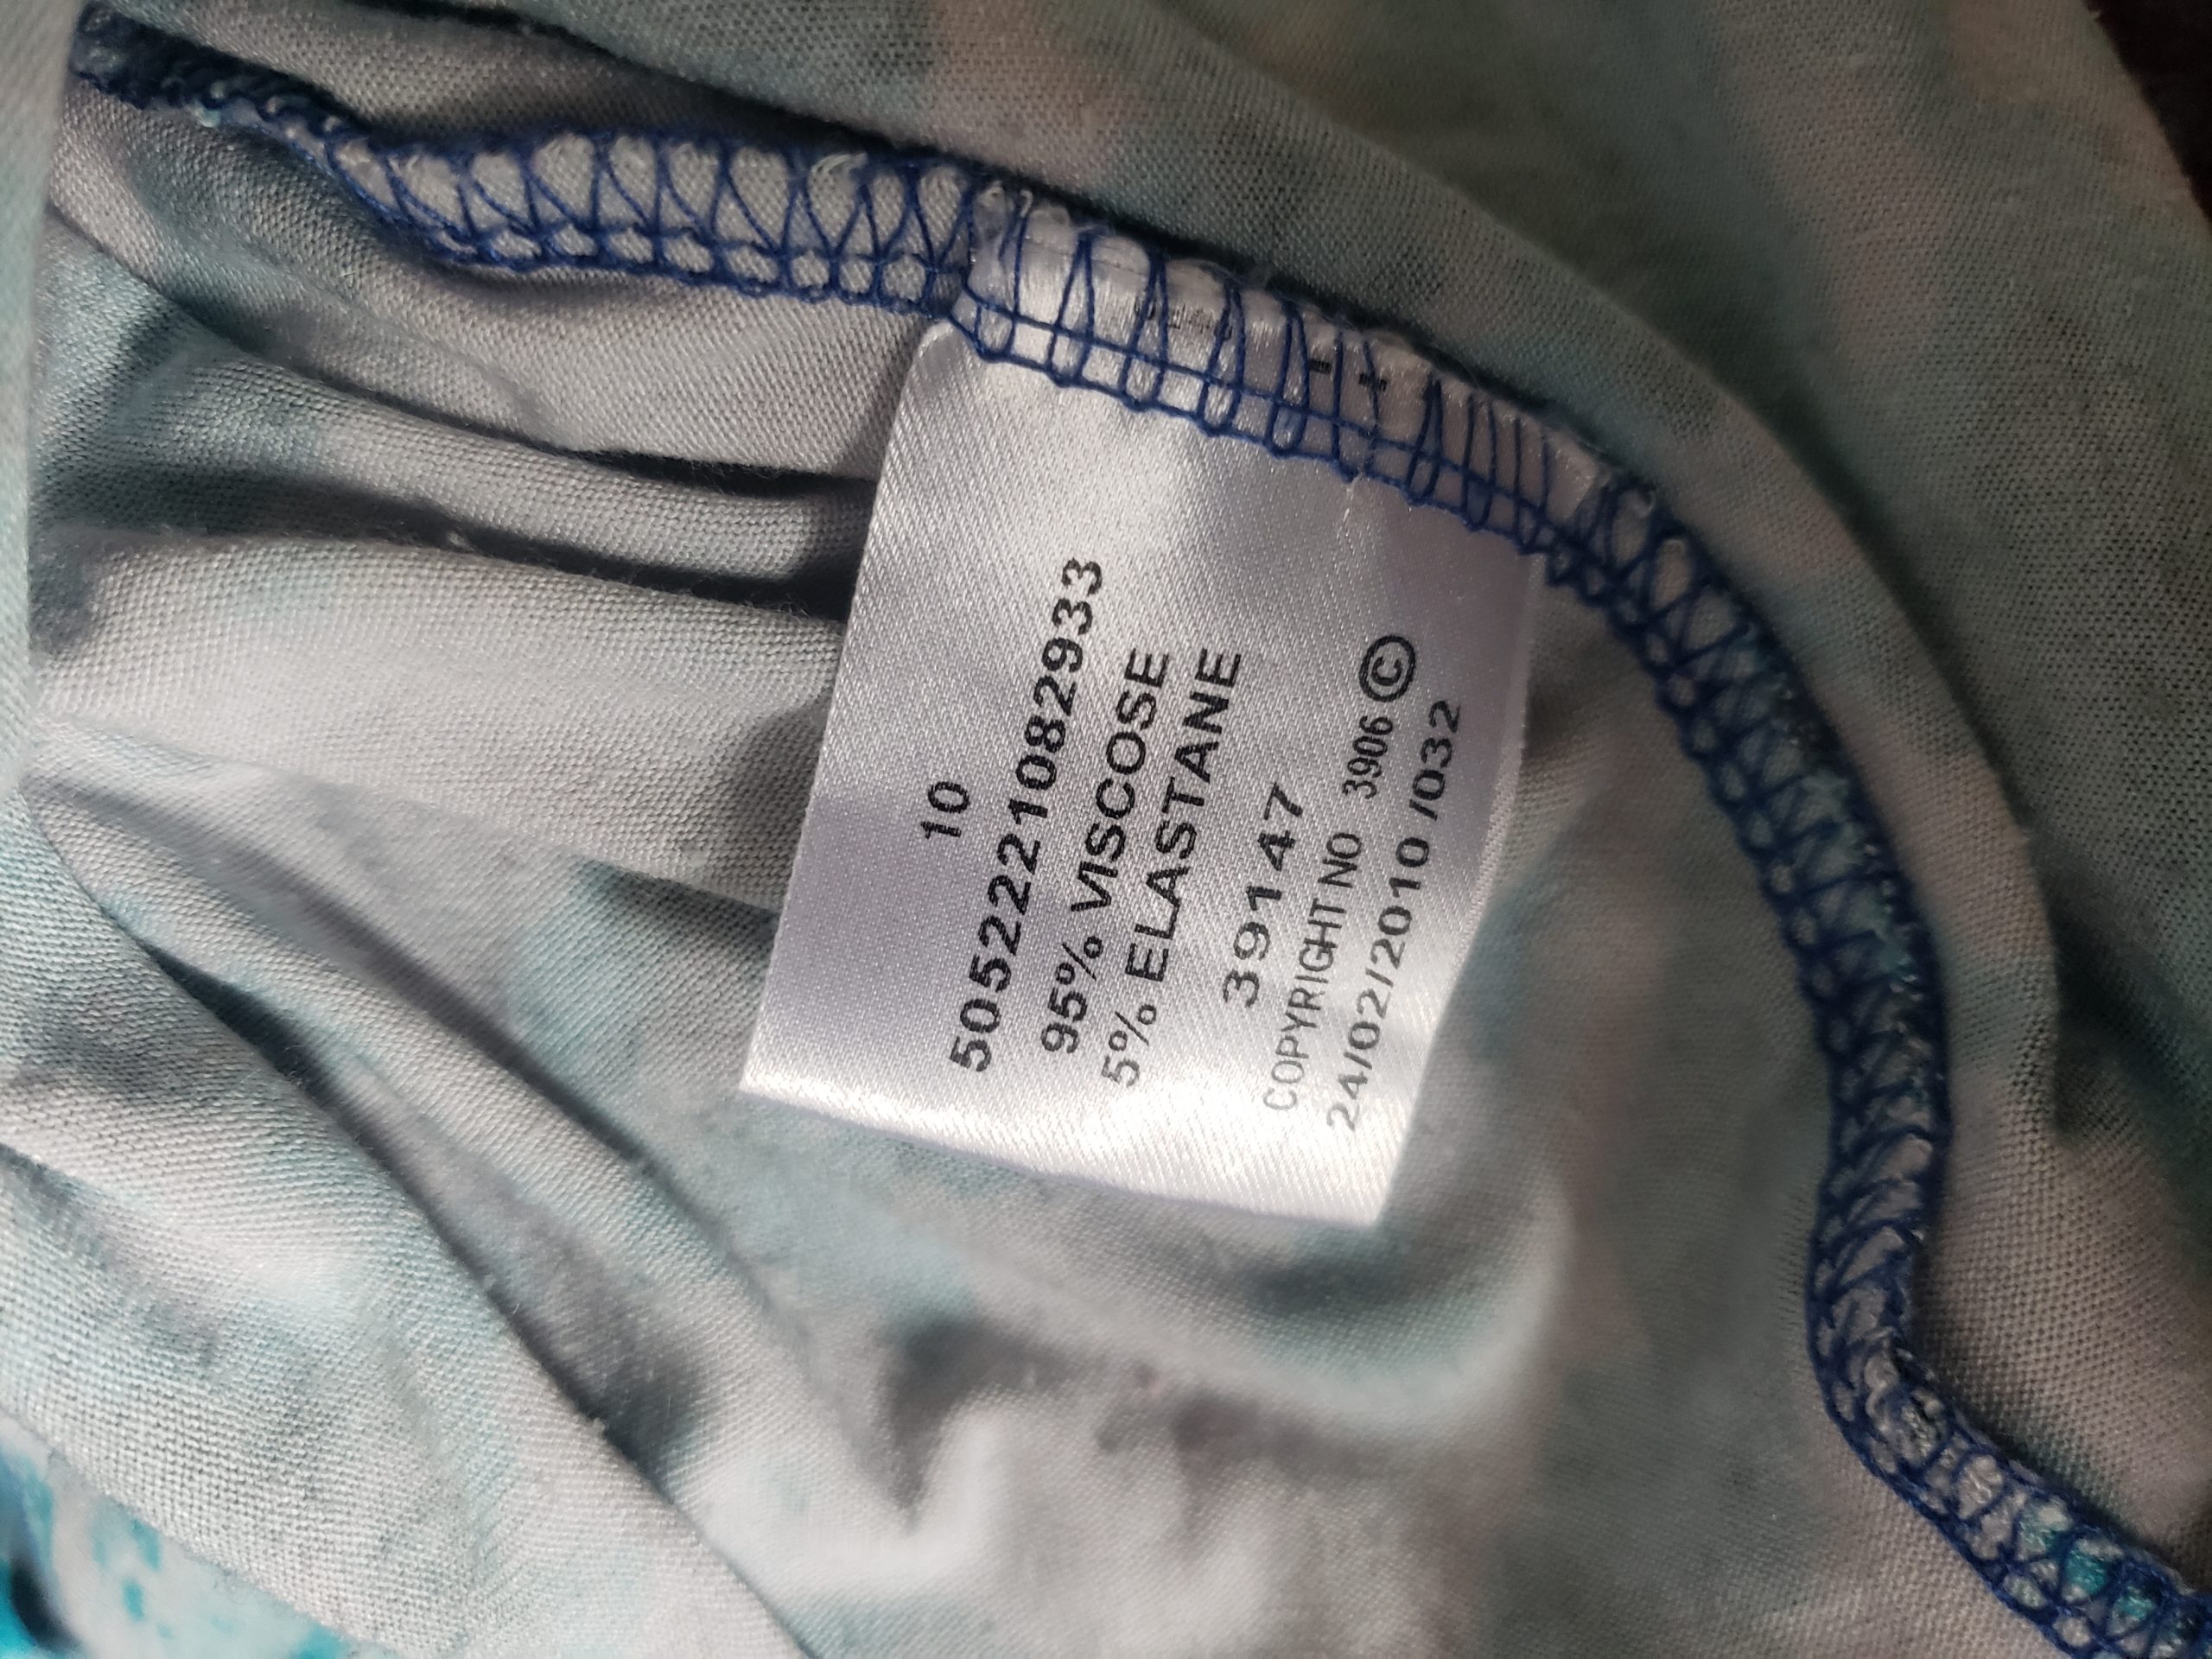 10
5052221082933
95% VISCOSE
5% ELASTANE
39147
COPYRIGHT NO 3906 ©
24/02/2010 /032